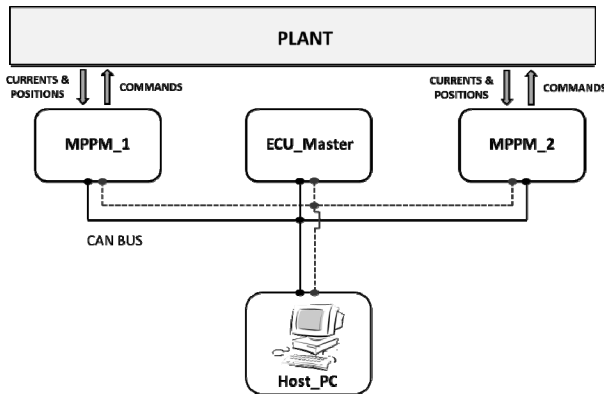 PLANT
CURRENTS &
POSITIONS
COMMANDS
CURRENTS &
POSITIONS
COMMANDS
MPPM_1
ECU_Master
MPPM_2
CAN BUS
Host_PC